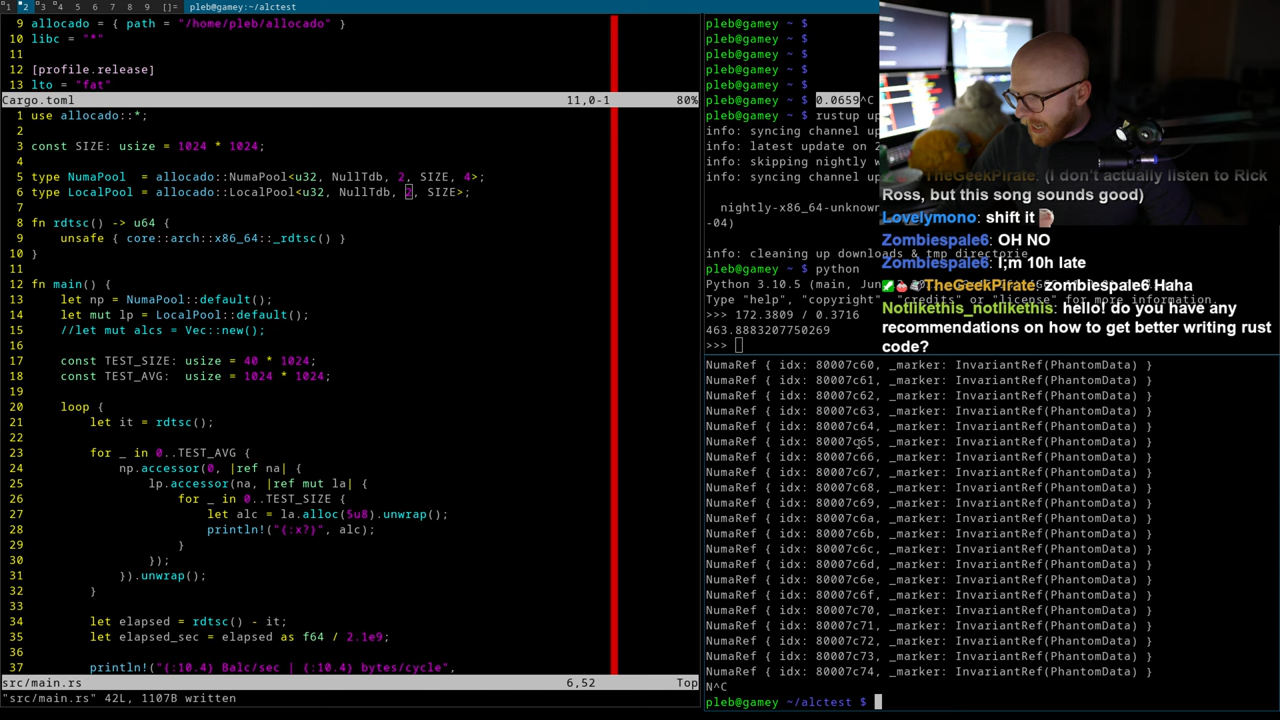 1 2 3 4 5 6 7 8 9 []= pleb@gamey:~/alctest
9 allocado = { path = "/home/pleb/allocado" }
10 libc = "*"
11
12 [profile.release]
13 lto = "fat"
Cargo.toml 11,0-1 80%
1 use allocado::*;
2
3 const SIZE: usize = 1024 * 1024;
4
5 type NumaPool  = allocado::NumaPool<u32, NullTdb, 2, SIZE, 4>;
6 type LocalPool = allocado::LocalPool<u32, NullTdb, 2, SIZE>;
7
8 fn rdtsc() -> u64 {
9     unsafe { core::arch::x86_64::_rdtsc() }
10 }
11
12 fn main() {
13     let np = NumaPool::default();
14     let mut lp = LocalPool::default();
15     //let mut alcs = Vec::new();
16
17     const TEST_SIZE: usize = 40 * 1024;
18     const TEST_AVG:  usize = 1024 * 1024;
19
20     loop {
21         let it = rdtsc();
22
23         for _ in 0..TEST_AVG {
24             np.accessor(0, |ref na| {
25                 lp.accessor(na, |ref mut la| {
26                     for _ in 0..TEST_SIZE {
27                         let alc = la.alloc(5u8).unwrap();
28                         println!("{:x?}", alc);
29                     }
30                 });
31             }).unwrap();
32         }
33
34         let elapsed = rdtsc() - it;
35         let elapsed_sec = elapsed as f64 / 2.1e9;
36
37         println!("{:10.4} Balc/sec | {:10.4} bytes/cycle",
src/main.rs 6,52 Top
"src/main.rs" 42L, 1107B written
pleb@gamey ~ $
pleb@gamey ~ $
pleb@gamey ~ $
pleb@gamey ~ $
pleb@gamey ~ $
pleb@gamey ~ $ 0.0659^C
pleb@gamey ~ $ rustup up
info: syncing channel up
info: latest update on 2
info: skipping nightly w
info: syncing channel up
nightly-x86_64-unknown
-04)
info: cleaning up downloads & tmp directorie
pleb@gamey ~ $ python
Python 3.10.5 (main, Jun
Type "help", "copyright", "credits" or "license" for more information.
>>> 172.3809 / 0.3716
463.8883207750269
>>>
TheGeekPirate: (I don't actually listen to Rick
Ross, but this song sounds good)
Lovelymono: shift it
Zombiespale6: OH NO
Zombiespale6: I;m 10h late
TheGeekPirate: zombiespale6 Haha
Notlikethis_notlikethis: hello! do you have any
recommendations on how to get better writing rust
code?
NumaRef { idx: 80007c60, _marker: InvariantRef(PhantomData) }
NumaRef { idx: 80007c61, _marker: InvariantRef(PhantomData) }
NumaRef { idx: 80007c62, _marker: InvariantRef(PhantomData) }
NumaRef { idx: 80007c63, _marker: InvariantRef(PhantomData) }
NumaRef { idx: 80007c64, _marker: InvariantRef(PhantomData) }
NumaRef { idx: 80007c65, _marker: InvariantRef(PhantomData) }
NumaRef { idx: 80007c66, _marker: InvariantRef(PhantomData) }
NumaRef { idx: 80007c67, _marker: InvariantRef(PhantomData) }
NumaRef { idx: 80007c68, _marker: InvariantRef(PhantomData) }
NumaRef { idx: 80007c69, _marker: InvariantRef(PhantomData) }
NumaRef { idx: 80007c6a, _marker: InvariantRef(PhantomData) }
NumaRef { idx: 80007c6b, _marker: InvariantRef(PhantomData) }
NumaRef { idx: 80007c6c, _marker: InvariantRef(PhantomData) }
NumaRef { idx: 80007c6d, _marker: InvariantRef(PhantomData) }
NumaRef { idx: 80007c6e, _marker: InvariantRef(PhantomData) }
NumaRef { idx: 80007c6f, _marker: InvariantRef(PhantomData) }
NumaRef { idx: 80007c70, _marker: InvariantRef(PhantomData) }
NumaRef { idx: 80007c71, _marker: InvariantRef(PhantomData) }
NumaRef { idx: 80007c72, _marker: InvariantRef(PhantomData) }
NumaRef { idx: 80007c73, _marker: InvariantRef(PhantomData) }
NumaRef { idx: 80007c74, _marker: InvariantRef(PhantomData) }
N^C
pleb@gamey ~/alctest $